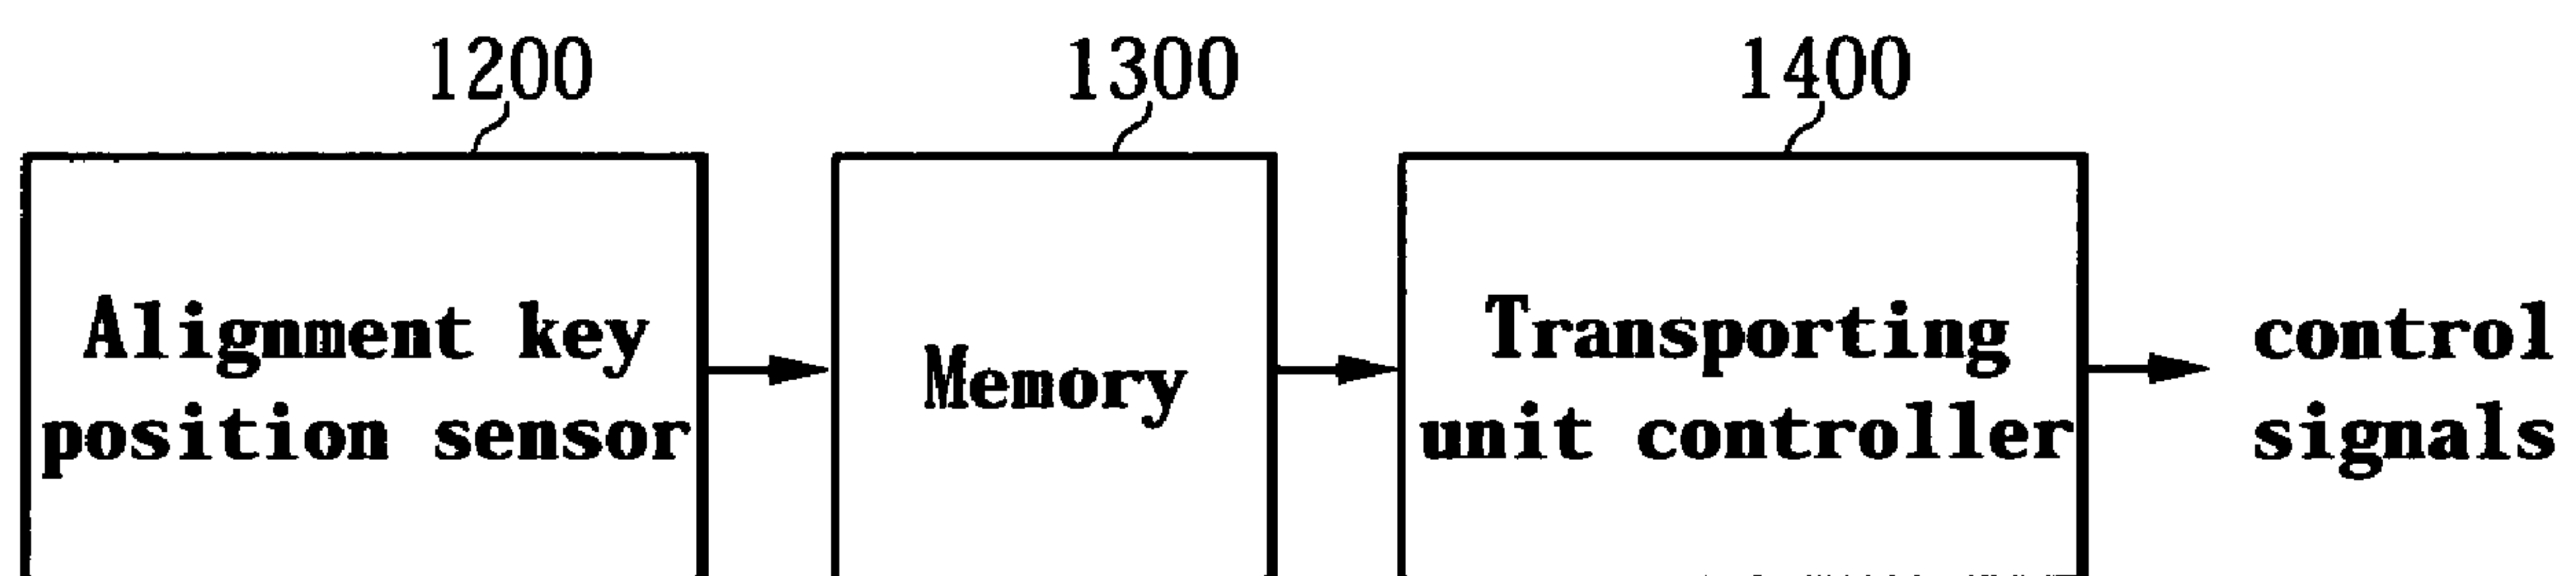 1200
1300
1400
Alignment key
position sensor
Memory
Transporting
unit controller
control
signals